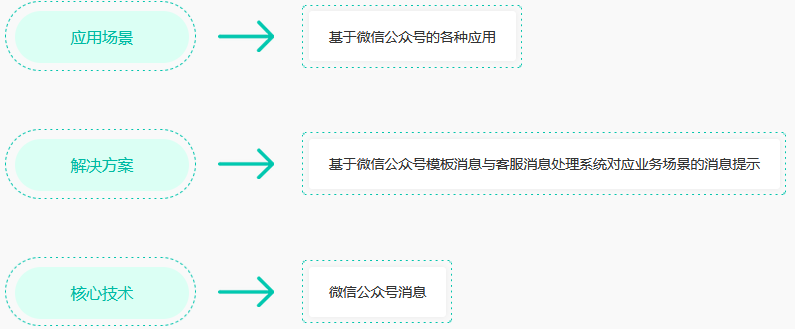 应用场景
基于微信公众号的各种应用
解决方案
基于微信公众号模板消息与客服消息处理系统对应业务场景的消息提示
核心技术
微信公众号消息